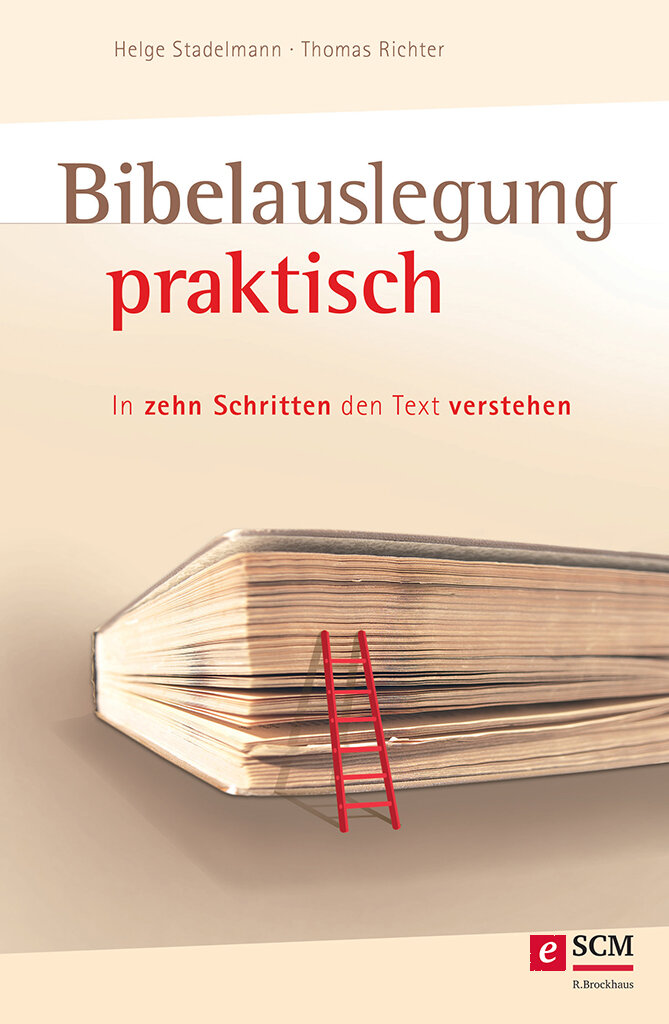 Helge Stadelmann · Thomas Richter
Bibelauslegung
praktisch
In zehn Schritten den Text verstehen
e SCM
R.Brockhaus